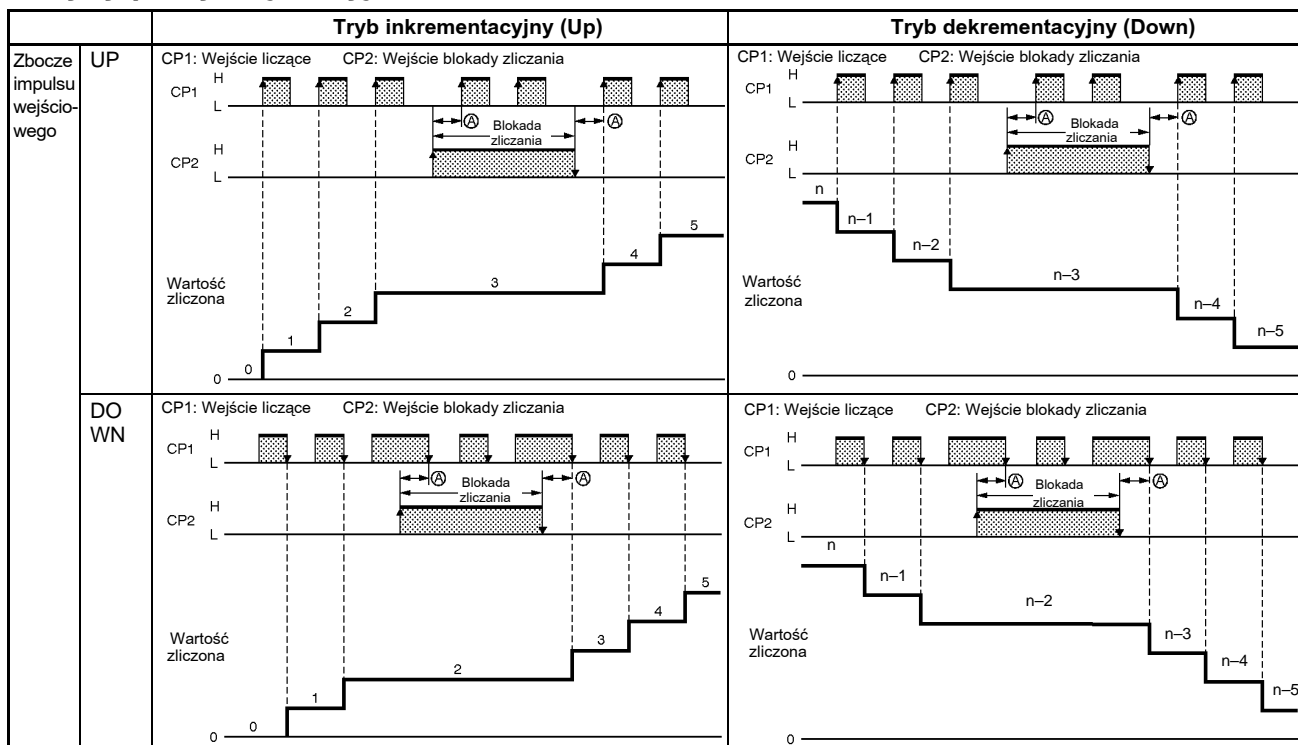 Tryb inkrementacyjny (Up)
Tryb dekrementacyjny (Down)
Zbocze
impulsu
wejścio-
wego
UP
CP1: Wejście liczące CP2: Wejście blokady zliczania
H
CP1
L
A
Blokada
zliczania
A
H
CP2
L
Wartość
zliczona
0
1
2
3
4
5
0
CP1: Wejście liczące CP2: Wejście blokady zliczania
H
CP1
L
A
Blokada
zliczania
A
H
CP2
L
n
n–1
n–2
n–3
n–4
n–5
Wartość
zliczona
0
DO
WN
CP1: Wejście liczące CP2: Wejście blokady zliczania
H
CP1
L
A
Blokada
zliczania
A
H
CP2
L
Wartość
zliczona
0
1
2
3
4
5
0
CP1: Wejście liczące CP2: Wejście blokady zliczania
H
CP1
L
A
Blokada
zliczania
A
H
CP2
L
n
n–1
n–2
n–3
n–4
n–5
Wartość
zliczona
0